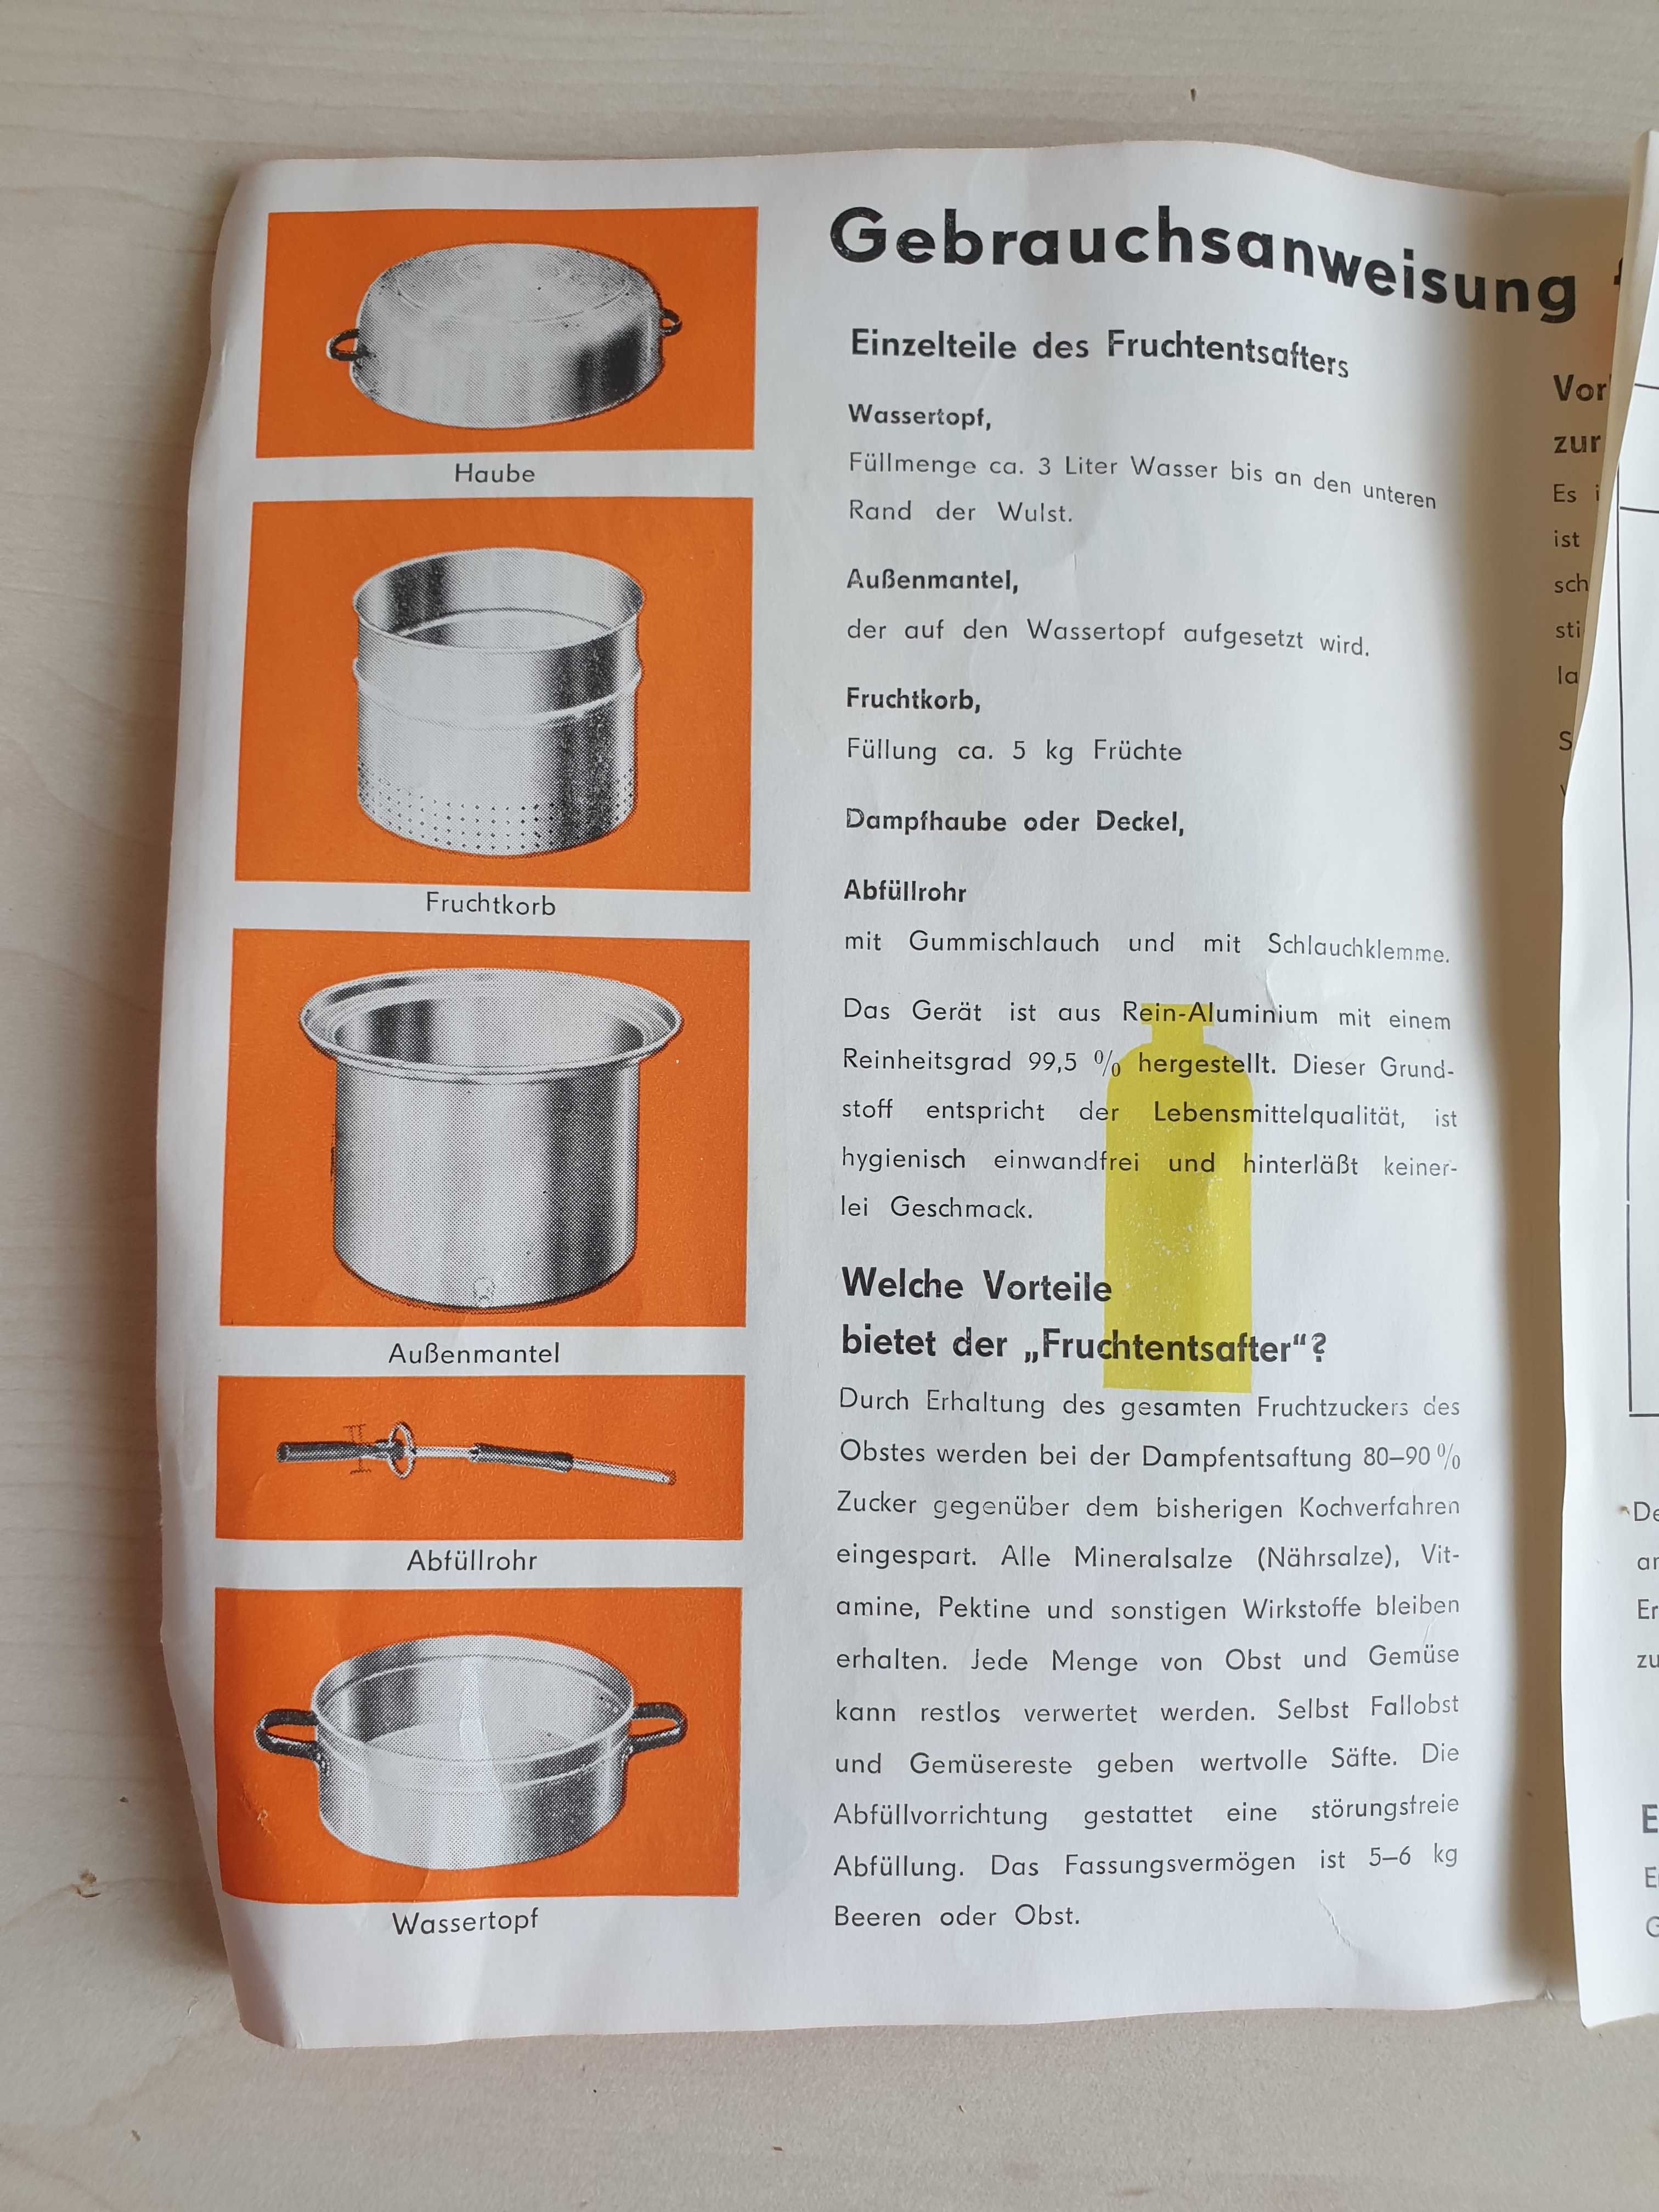 Haube
Fruchtkorb
Außenmantel
Abfüllrohr
Wassertopf
Gebrauchsanweisung
Einzelteile des Fruchtentsafters
Wassertopf,
Füllmenge ca. 3 Liter Wasser bis an den unteren
Rand der Wulst.
Außenmantel,
der auf den Wassertopf aufgesetzt wird.
Fruchtkorb,
Füllung ca. 5 kg Früchte
Dampfhaube oder Deckel,
Abfüllrohr
mit Gummischlauch und mit Schlauchklemme.
Das Gerät ist aus Rein-Aluminium mit einem
Reinheitsgrad 99,5 % hergestellt. Dieser Grund-
stoff entspricht der Lebensmittelqualität, ist
hygienisch einwandfrei und hinterläßt keiner-
lei Geschmack.
Welche Vorteile
bietet der „Fruchtentsafter“?
Durch Erhaltung des gesamten Fruchtzuckers des
Obstes werden bei der Dampfentsaftung 80–90 %
Zucker gegenüber dem bisherigen Kochverfahren
eingespart. Alle Mineralsalze (Nährsalze), Vit-
amine, Pektine und sonstigen Wirkstoffe bleiben
erhalten. Jede Menge von Obst und Gemüse
kann restlos verwertet werden. Selbst Fallobst
und Gemüsereste geben wertvolle Säfte. Die
Abfüllvorrichtung gestattet eine störungsfreie
Abfüllung. Das Fassungsvermögen ist 5–6 kg
Beeren oder Obst.
zur
Es
ist